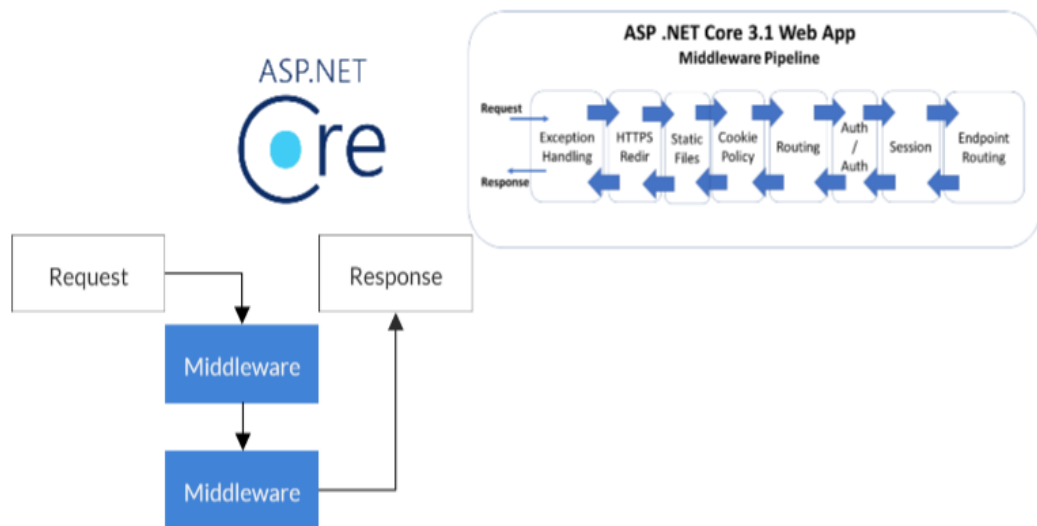 ASP.NET
Core
ASP .NET Core 3.1 Web App
Middleware Pipeline
Request
Response
Exception
Handling
HTTPS
Redir
Static
Files
Cookie
Policy
Routing
Auth
/
Auth
Session
Endpoint
Routing
Request
Response
Middleware
Middleware